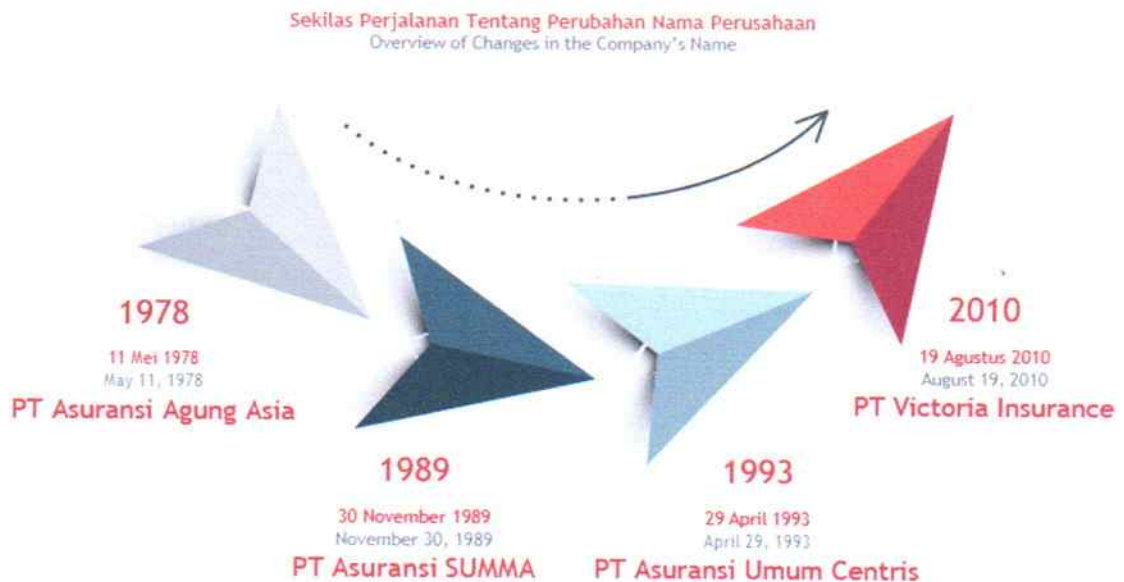 Sekilas Perjalanan Tentang Perubahan Nama Perusahaan
Overview of Changes in the Company's Name
1978
11 Mei 1978
May 11, 1978
PT Asuransi Agung Asia
1989
30 November 1989
November 30, 1989
PT Asuransi SUMMA
1993
29 April 1993
April 29, 1993
PT Asuransi Umum Centris
2010
19 Agustus 2010
August 19, 2010
PT Victoria Insurance